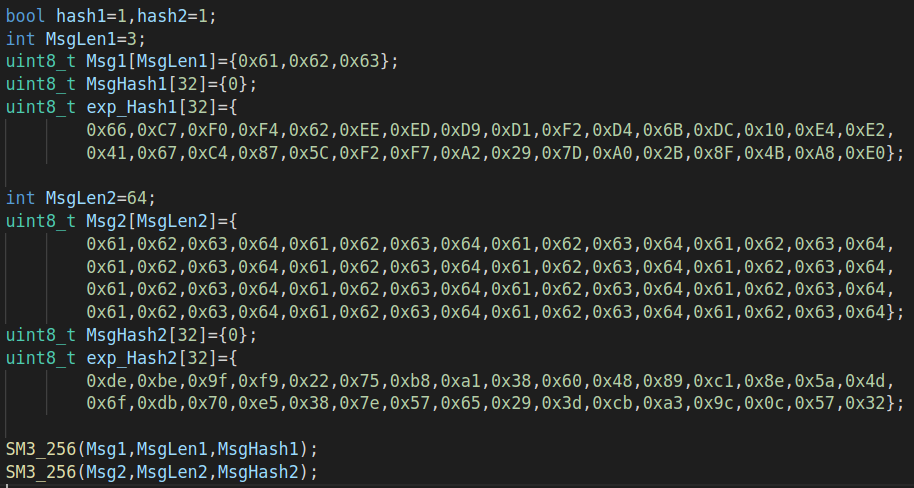 bool hash1=1,hash2=1;
int MsgLen1=3;
uint8_t Msg1[MsgLen1]={0x61,0x62,0x63};
uint8_t MsgHash1[32]={0};
uint8_t exp_Hash1[32]={
0x66,0xC7,0xF0,0xF4,0x62,0xEE,0xED,0xD9,0xD1,0xF2,0xD4,0x6B,0xDC,0x10,0xE4,0xE2,
0x41,0x67,0xC4,0x87,0x5C,0xF2,0xF7,0xA2,0x29,0x7D,0xA0,0x2B,0x8F,0x4B,0xA8,0xE0};
int MsgLen2=64;
uint8_t Msg2[MsgLen2]={
0x61,0x62,0x63,0x64,0x61,0x62,0x63,0x64,0x61,0x62,0x63,0x64,0x61,0x62,0x63,0x64,
0x61,0x62,0x63,0x64,0x61,0x62,0x63,0x64,0x61,0x62,0x63,0x64,0x61,0x62,0x63,0x64,
0x61,0x62,0x63,0x64,0x61,0x62,0x63,0x64,0x61,0x62,0x63,0x64,0x61,0x62,0x63,0x64,
0x61,0x62,0x63,0x64,0x61,0x62,0x63,0x64,0x61,0x62,0x63,0x64,0x61,0x62,0x63,0x64};
uint8_t MsgHash2[32]={0};
uint8_t exp_Hash2[32]={
0xde,0xbe,0x9f,0xf9,0x22,0x75,0xb8,0xa1,0x38,0x60,0x48,0x89,0xc1,0x8e,0x5a,0x4d,
0x6f,0xdb,0x70,0xe5,0x38,0x7e,0x57,0x65,0x29,0x3d,0xcb,0xa3,0x9c,0x0c,0x57,0x32};
SM3_256(Msg1,MsgLen1,MsgHash1);
SM3_256(Msg2,MsgLen2,MsgHash2);